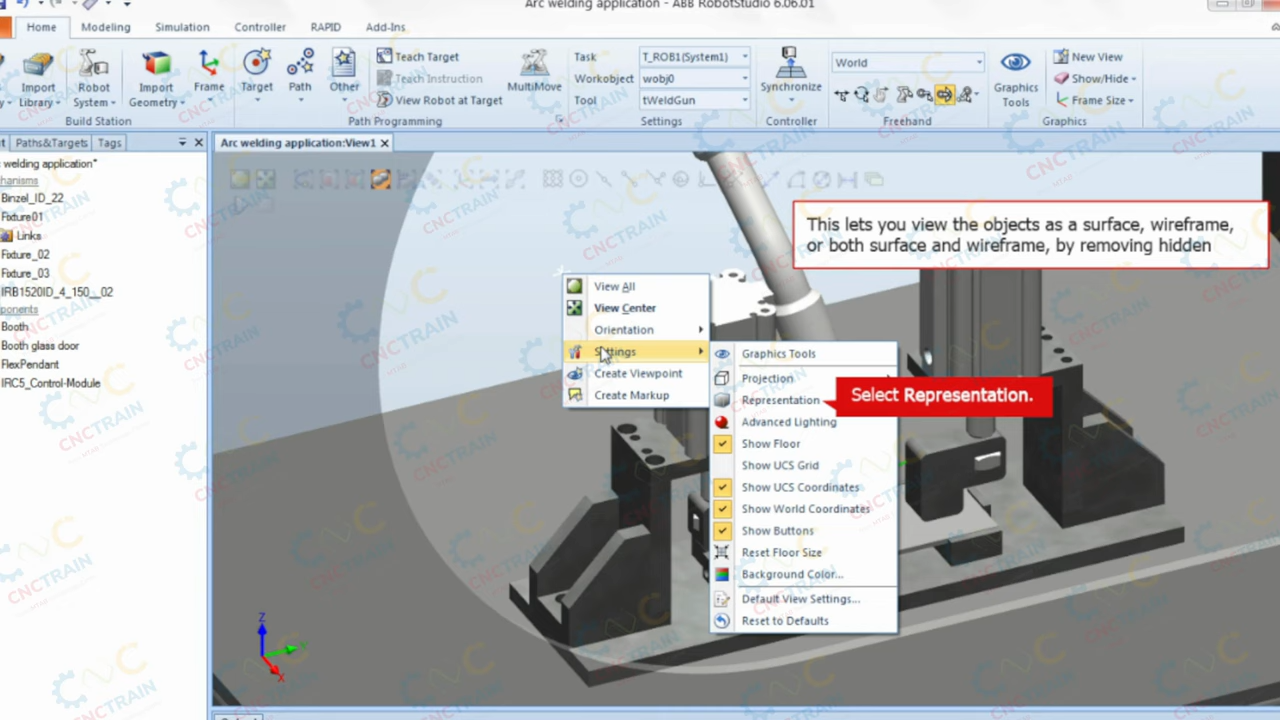 Arc welding application - ABB RobotStudio 6.06.01
Home Modeling Simulation Controller RAPID Add-Ins
Import Library
Robot System
Import Geometry
Frame
Target
Path
Other
Teach Target
Teach Instruction
View Robot at Target
MultiMove
Task T_ROB1(System1)
Workobject wobj0
Tool tWeldGun
Synchronize
World
Graphics Tools
New View
Show/Hide
Frame Size
Build Station Path Programming Settings Controller Freehand Graphics
Paths&Targets Tags
Arc welding application:View1
welding application*
hanisms
Binzel_ID_22
Fixture01
Links
Fixture_02
Fixture_03
IRB1520ID_4_150__02
ponents
Booth
Booth glass door
FlexPendant
IRC5_Control-Module
This lets you view the objects as a surface, wireframe,
or both surface and wireframe, by removing hidden
View All
View Center
Orientation
Settings
Create Viewpoint
Create Markup
Graphics Tools
Projection
Representation
Advanced Lighting
Show Floor
Show UCS Grid
Show UCS Coordinates
Show World Coordinates
Show Buttons
Reset Floor Size
Background Color...
Default View Settings...
Reset to Defaults
Select Representation.
Z
X
CNCTRAIN